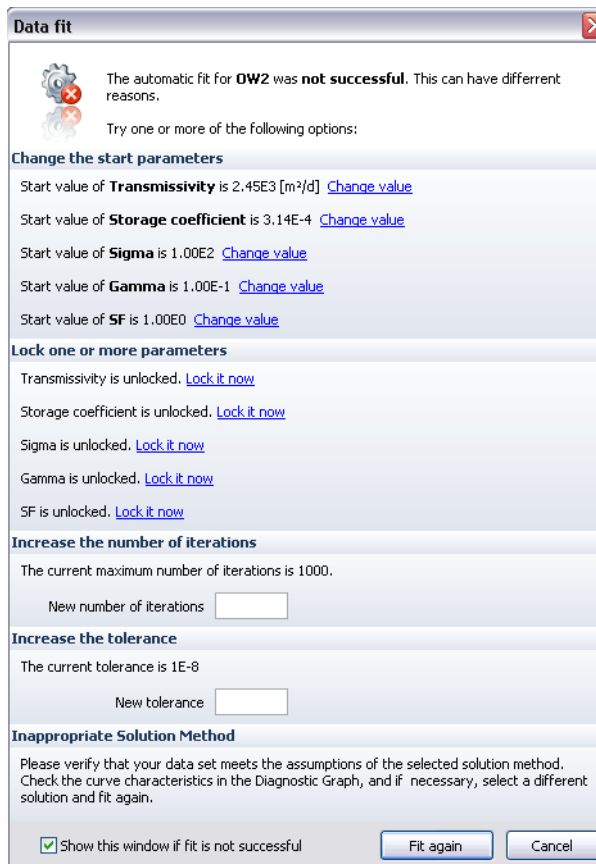 Data fit
The automatic fit for OW2 was not successful. This can have differrent
reasons.
Try one or more of the following options:
Change the start parameters
Start value of Transmissivity is 2.45E3 [m²/d] Change value
Start value of Storage coefficient is 3.14E-4 Change value
Start value of Sigma is 1.00E2 Change value
Start value of Gamma is 1.00E-1 Change value
Start value of SF is 1.00E0 Change value
Lock one or more parameters
Transmissivity is unlocked. Lock it now
Storage coefficient is unlocked. Lock it now
Sigma is unlocked. Lock it now
Gamma is unlocked. Lock it now
SF is unlocked. Lock it now
Increase the number of iterations
The current maximum number of iterations is 1000.
New number of iterations
Increase the tolerance
The current tolerance is 1E-8
New tolerance
Inappropriate Solution Method
Please verify that your data set meets the assumptions of the selected solution method.
Check the curve characteristics in the Diagnostic Graph, and if necessary, select a different
solution and fit again.
Show this window if fit is not successful
Fit again
Cancel